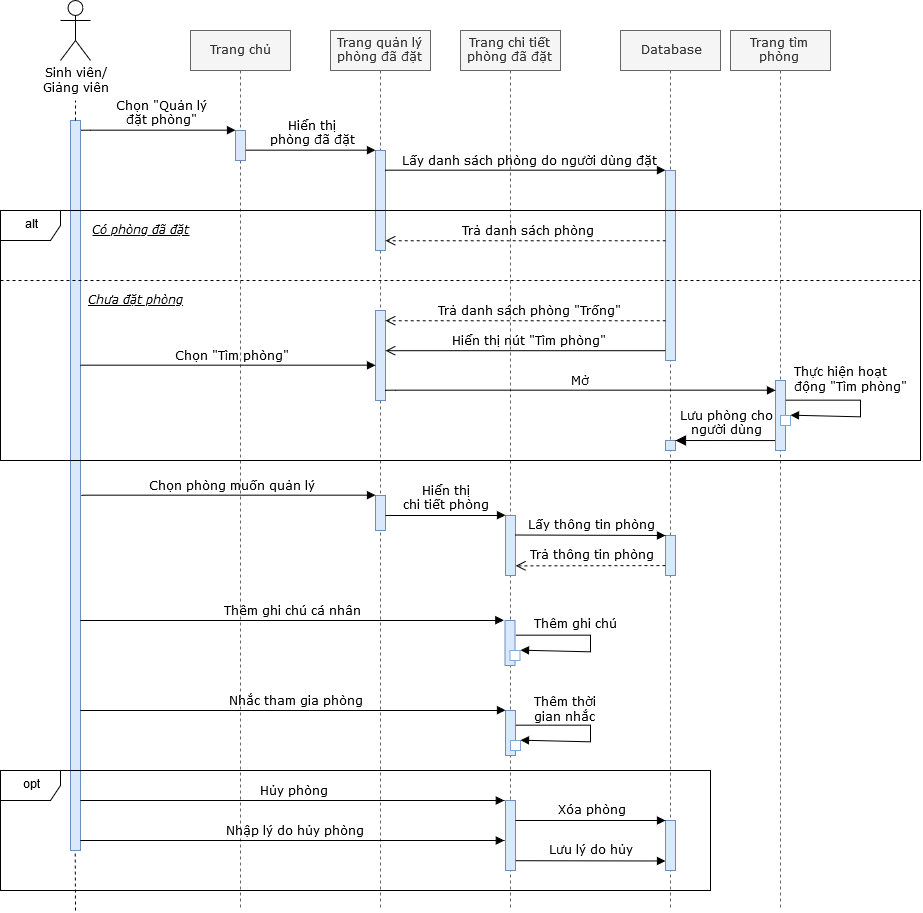 Sinh viên/
Giảng viên
Trang chủ
Trang quản lý
phòng đã đặt
Trang chi tiết
phòng đã đặt
Database
Trang tìm
phòng
Chọn "Quản lý
đặt phòng"
Hiển thị
phòng đã đặt
Lấy danh sách phòng do người dùng đặt
alt
Có phòng đã đặt
Trả danh sách phòng
Chưa đặt phòng
Trả danh sách phòng "Trống"
Hiển thị nút "Tìm phòng"
Chọn "Tìm phòng"
Mở
Thực hiện hoạt
động "Tìm phòng"
Lưu phòng cho
người dùng
Chọn phòng muốn quản lý
Hiển thị
chi tiết phòng
Lấy thông tin phòng
Trả thông tin phòng
Thêm ghi chú cá nhân
Thêm ghi chú
Nhắc tham gia phòng
Thêm thời
gian nhắc
opt
Hủy phòng
Xóa phòng
Nhập lý do hủy phòng
Lưu lý do hủy